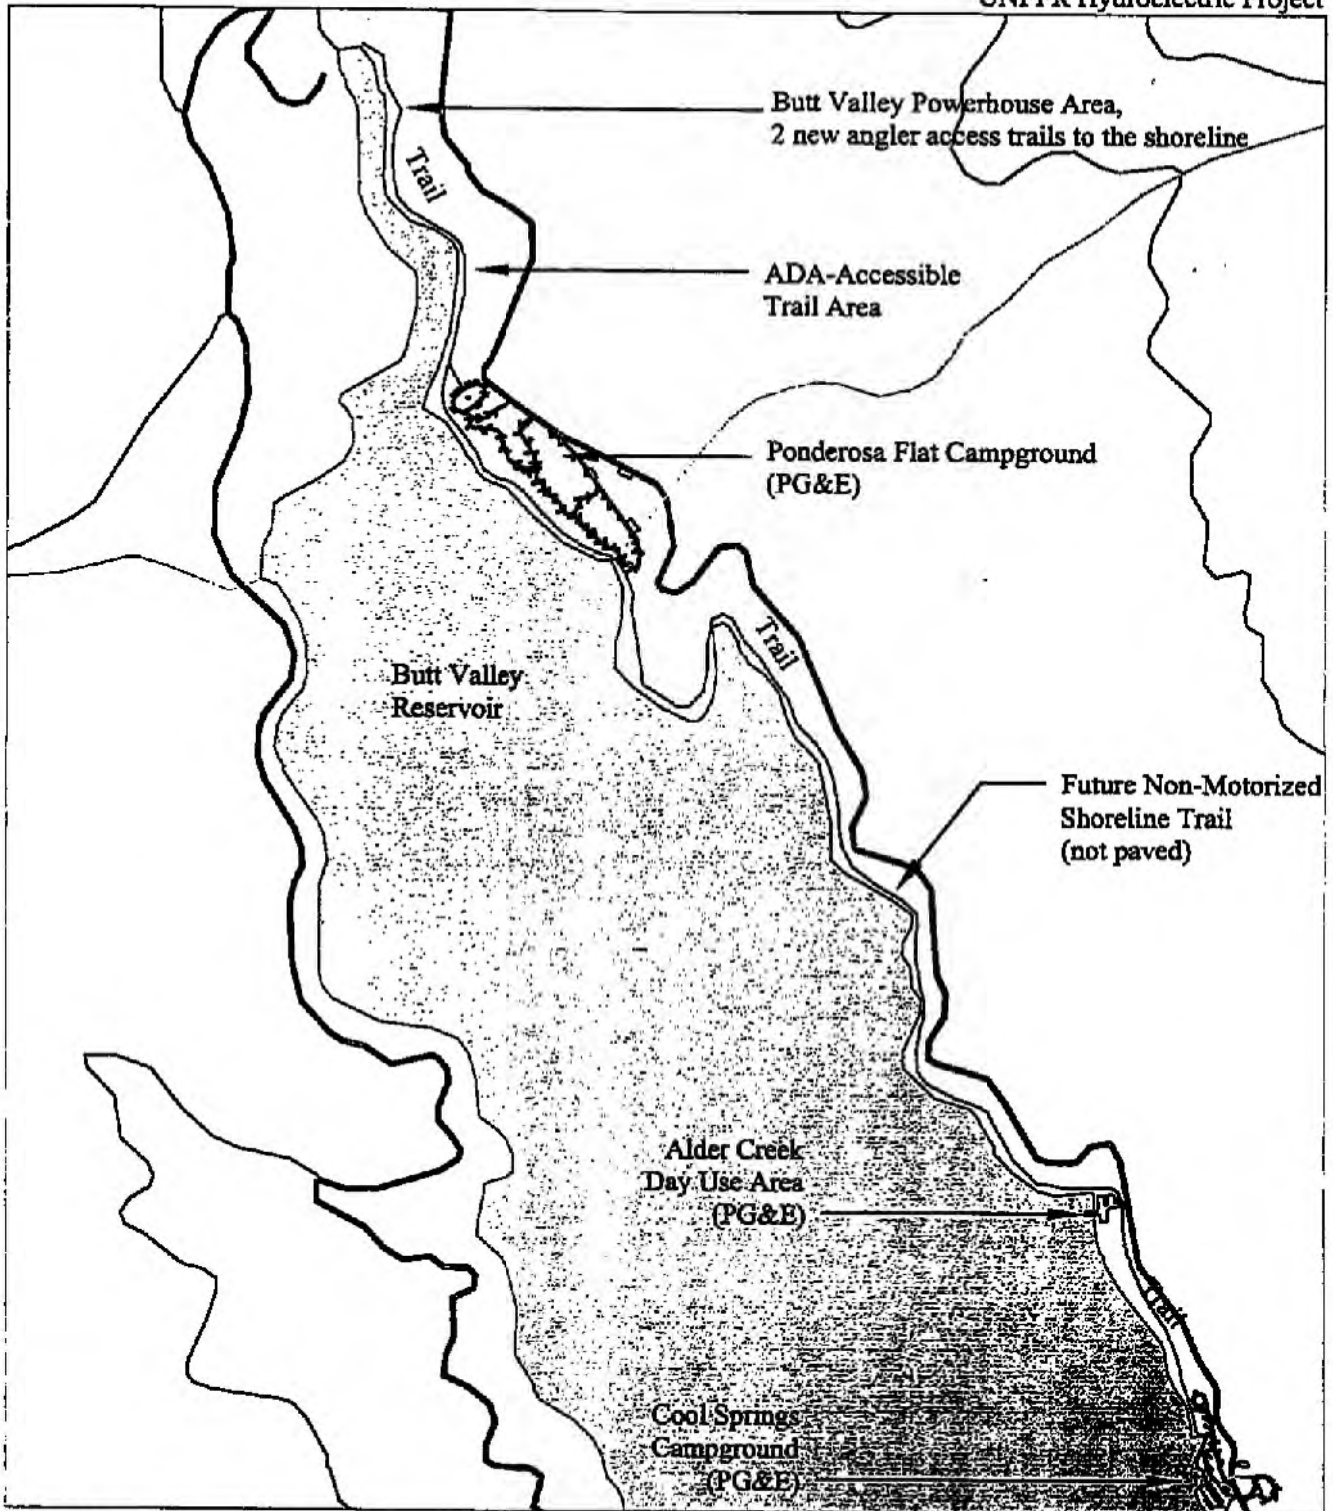 Hydroelectric Project
Butt Valley Powerhouse Area,
2 new angler access trails to the shoreline
Trail
ADA-Accessible
Trail Area
Ponderosa Flat Campground
(PG&E)
Trail
Butt Valley
Reservoir
Future Non-Motorized
Shoreline Trail
(not paved)
Alder Creek
Day Use Area
(PG&E)
Trail
Cool Springs
Campground
(PG&E)